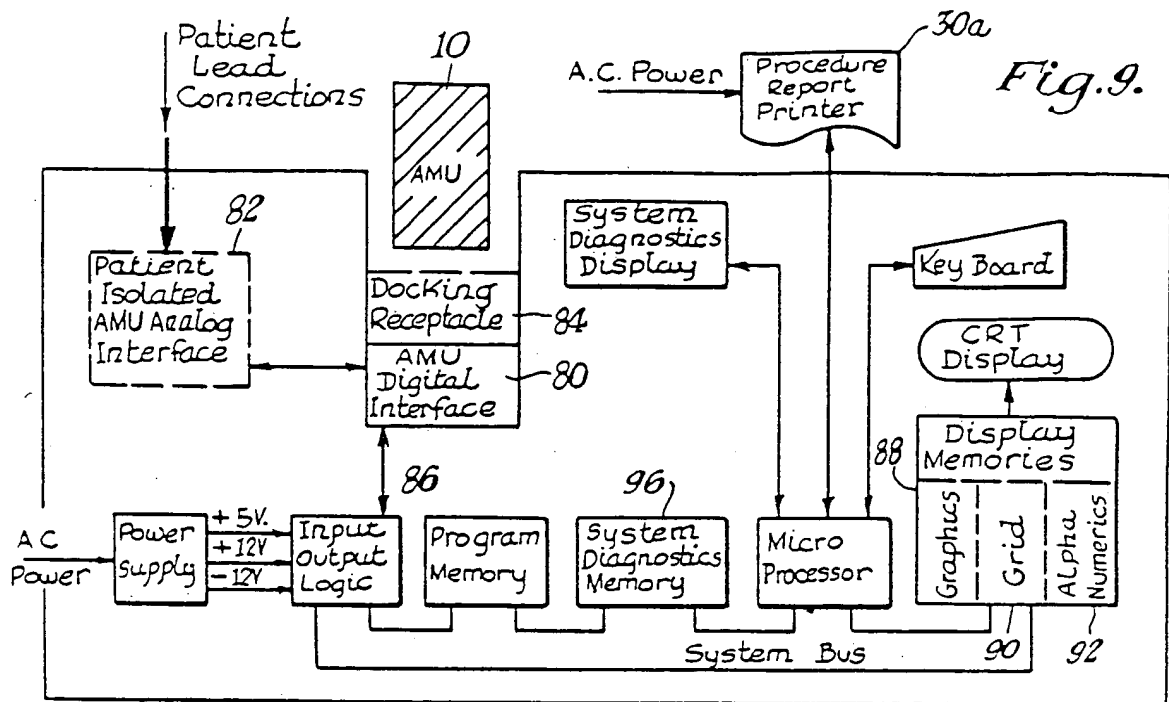 Patient
Lead
Connections
10
AMU
A.C. Power
30a
Procedure
Report
Printer
Fig.9.
82
Patient
Isolated
AMU Analog
Interface
Docking
Receptacle
84
AMU
Digital
Interface
80
System
Diagnostics
Display
Key Board
CRT
Display
86
88
Display
Memories
Graphics
Grid
Alpha
Numerics
90
92
A C
Power
Power
Supply
+ 5V.
+ 12V
- 12V
Input
Output
Logic
Program
Memory
96
System
Diagnostics
Memory
Micro
Processor
System Bus